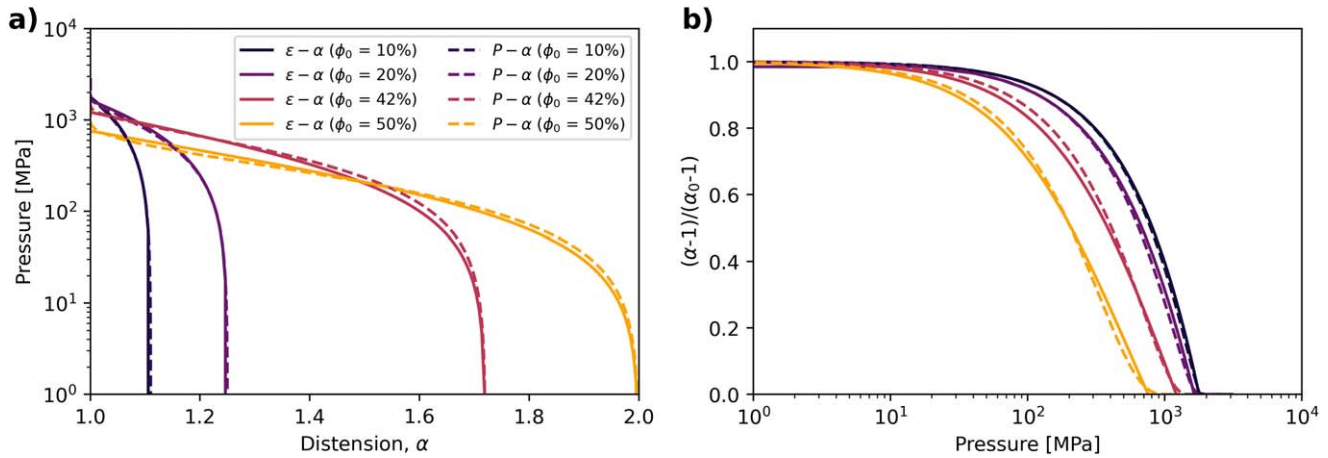 a)
Pressure [MPa]
10⁴
10³
10²
10¹
10⁰
ε − α (ϕ₀ = 10%)
ε − α (ϕ₀ = 20%)
ε − α (ϕ₀ = 42%)
ε − α (ϕ₀ = 50%)
P − α (ϕ₀ = 10%)
P − α (ϕ₀ = 20%)
P − α (ϕ₀ = 42%)
P − α (ϕ₀ = 50%)
1.0 1.2 1.4 1.6 1.8 2.0
Distension, α
b)
(α-1)/(α₀-1)
1.0
0.8
0.6
0.4
0.2
0.0
10⁰ 10¹ 10² 10³ 10⁴
Pressure [MPa]